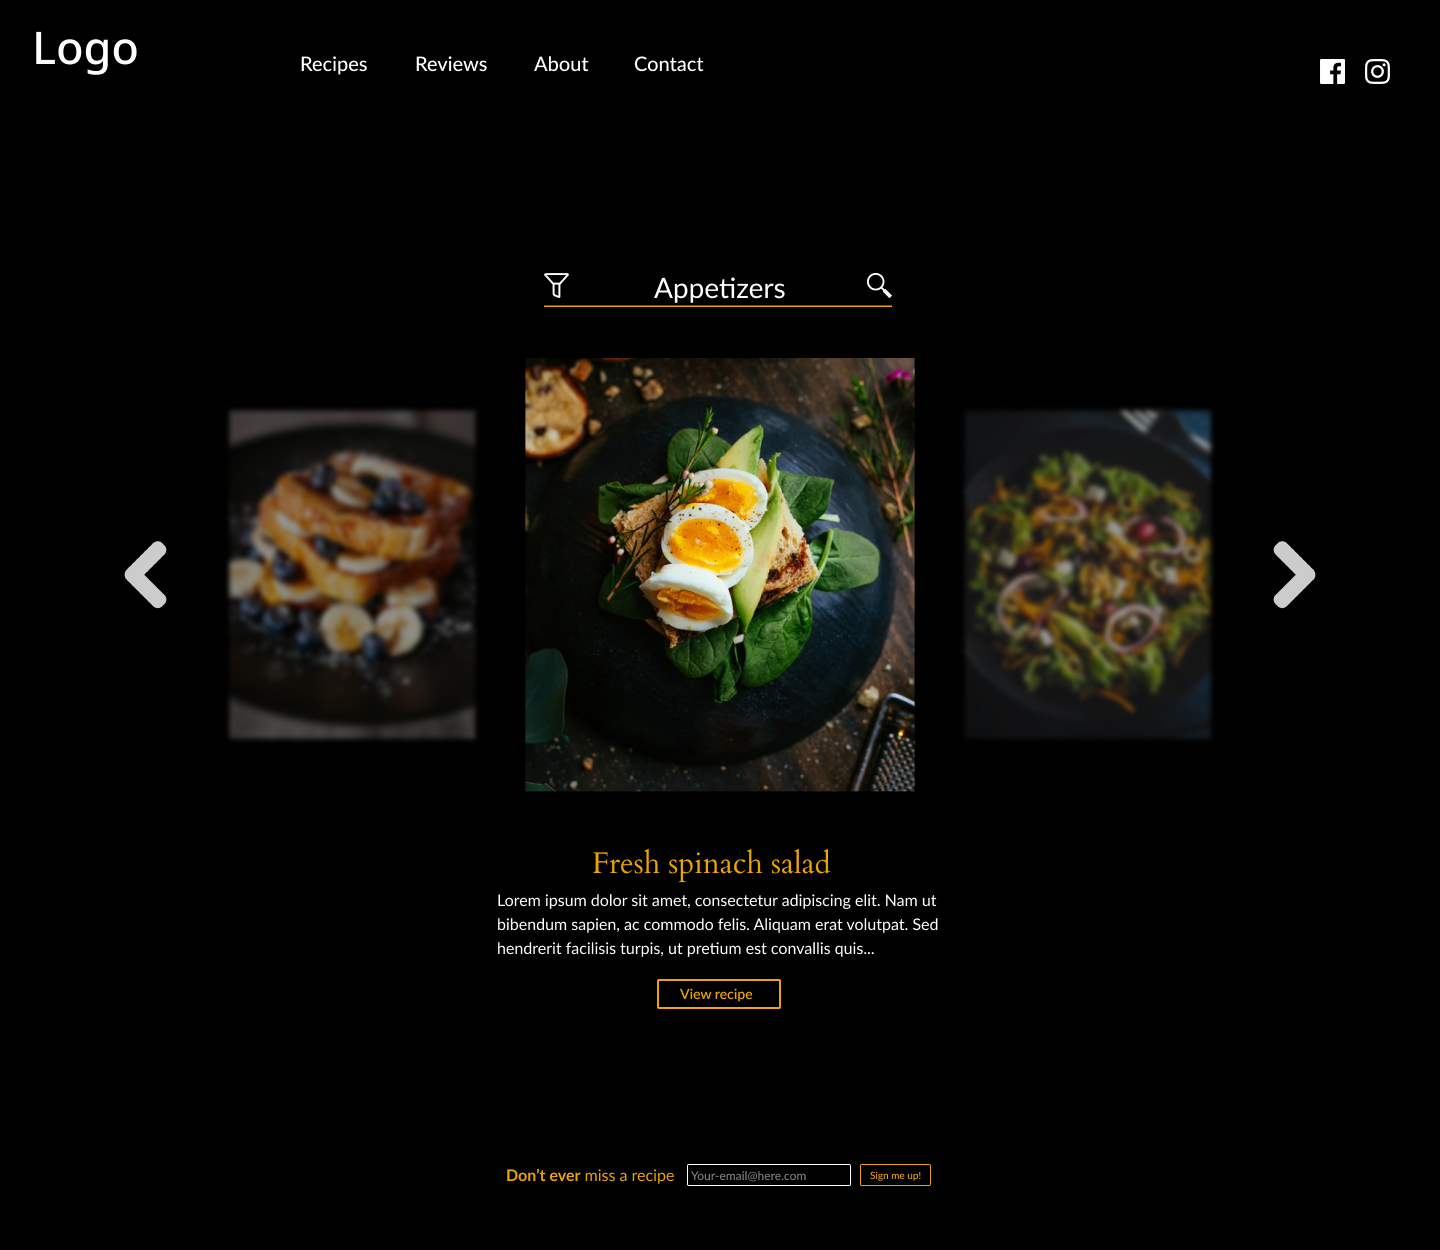 Logo
Recipes Reviews About Contact
Appetizers
Fresh spinach salad
Lorem ipsum dolor sit amet, consectetur adipiscing elit. Nam ut
bibendum sapien, ac commodo felis. Aliquam erat volutpat. Sed
hendrerit facilisis turpis, ut pretium est convallis quis...
View recipe
Don't ever miss a recipe Your-email@here.com Sign me up!